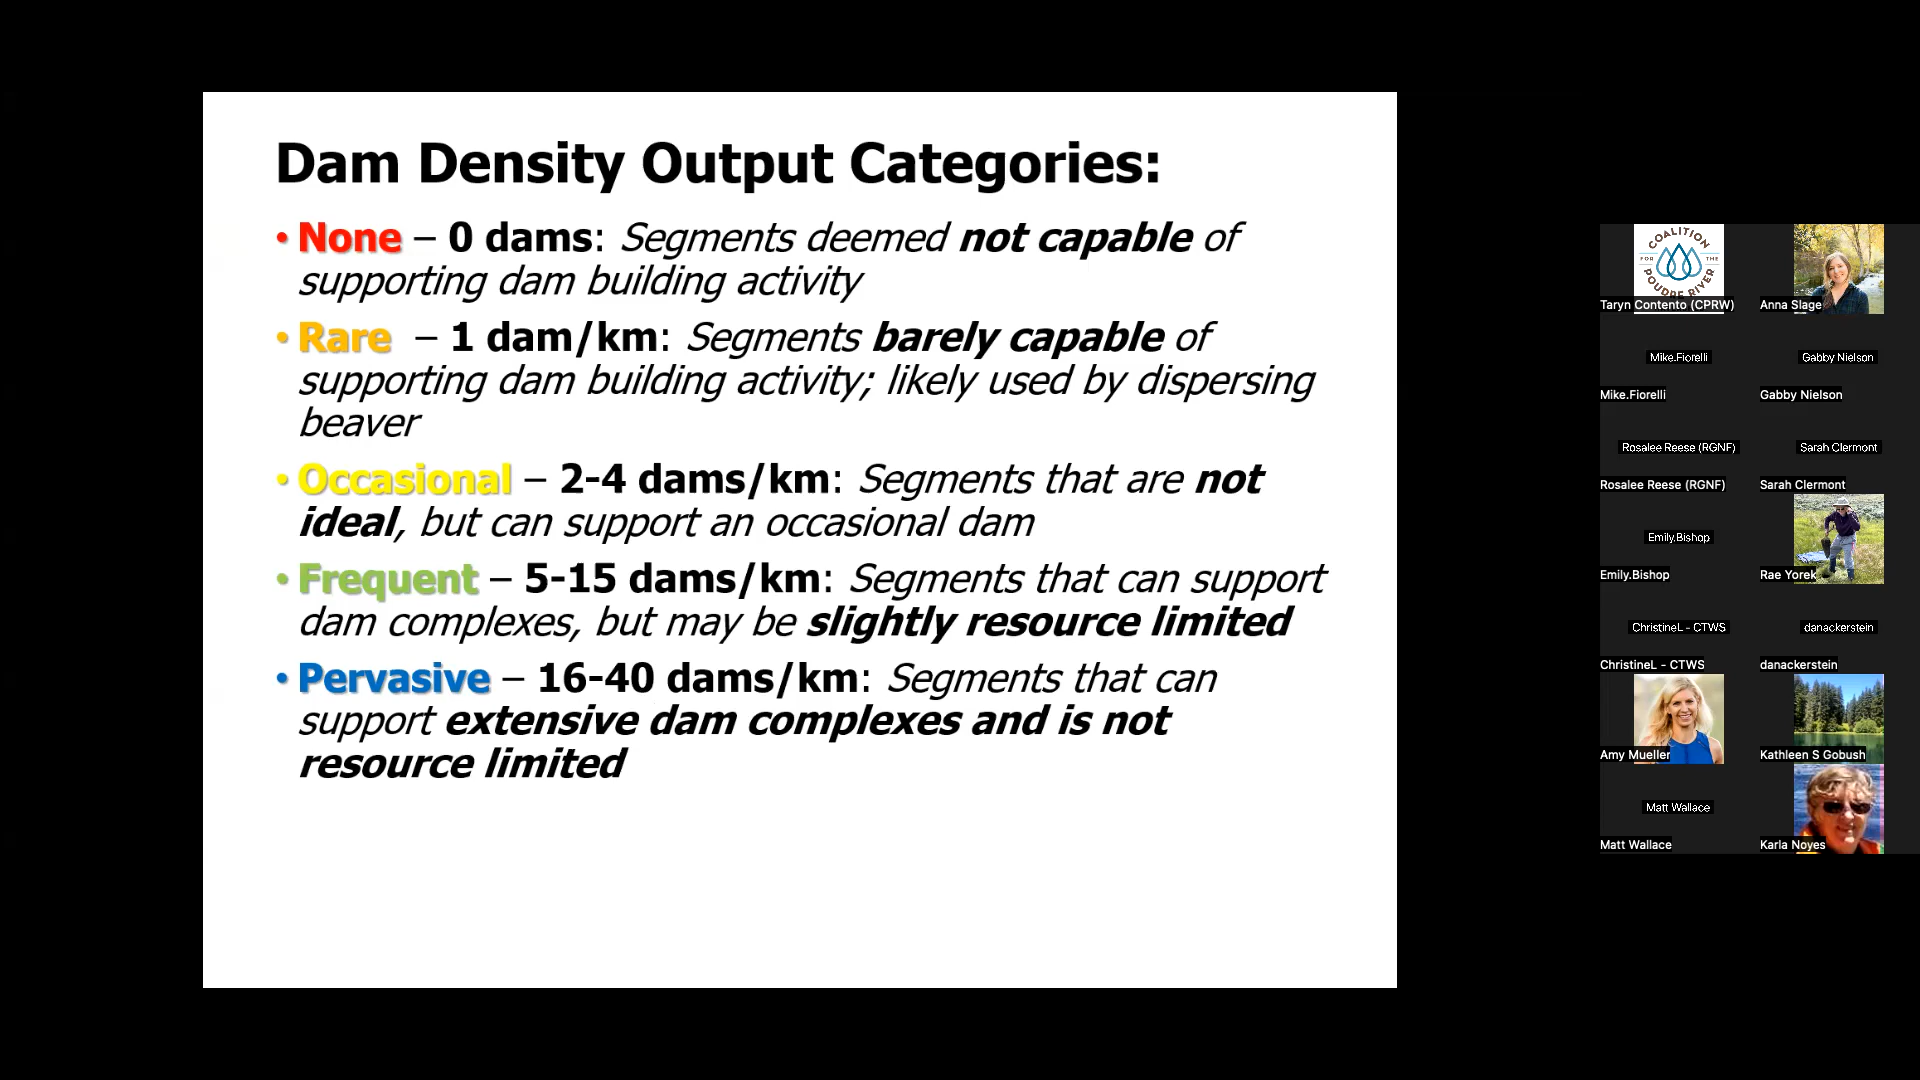 Dam Density Output Categories:
• None – 0 dams: Segments deemed not capable of
supporting dam building activity
• Rare – 1 dam/km: Segments barely capable of
supporting dam building activity; likely used by dispersing
beaver
• Occasional – 2-4 dams/km: Segments that are not
ideal, but can support an occasional dam
• Frequent – 5-15 dams/km: Segments that can support
dam complexes, but may be slightly resource limited
• Pervasive – 16-40 dams/km: Segments that can
support extensive dam complexes and is not
resource limited
COALITION
FOR THE
POUDRE RIVER
Taryn Contento (CPRW)
Anna Slage
Mike.Fiorelli
Gabby Nielson
Mike.Fiorelli
Gabby Nielson
Rosalee Reese (RGNF)
Sarah Clermont
Rosalee Reese (RGNF)
Sarah Clermont
Emily.Bishop
Emily.Bishop
Rae Yorek
ChristineL - CTWS
danackerstein
ChristineL - CTWS
danackerstein
Amy Mueller
Kathleen S Gobush
Matt Wallace
Matt Wallace
Karla Noyes